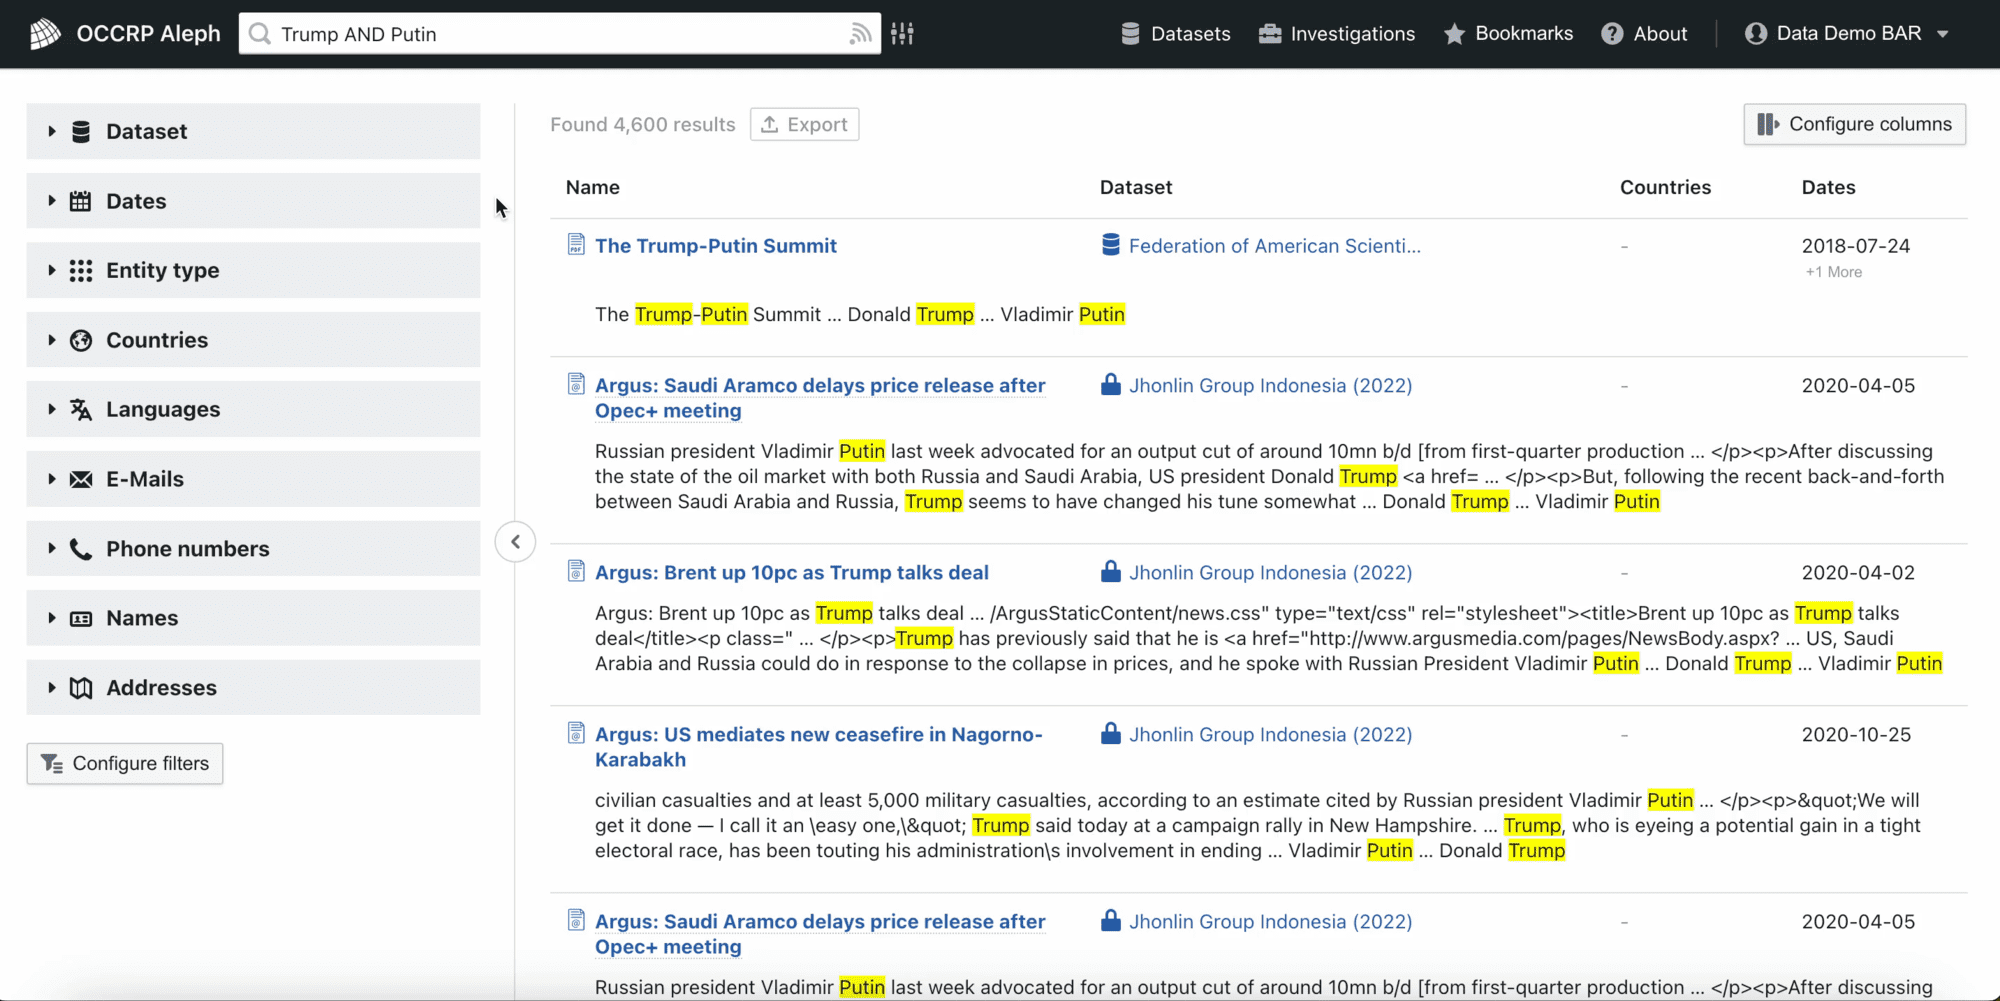 OCCRP Aleph
Trump AND Putin
Datasets
Investigations
Bookmarks
About
Data Demo BAR
Dataset
Dates
Entity type
Countries
Languages
E-Mails
Phone numbers
Names
Addresses
Configure filters
Found 4,600 results
Export
Configure columns
Name Dataset Countries Dates
The Trump-Putin Summit Federation of American Scienti... - 2018-07-24
+1 More
The Trump-Putin Summit ... Donald Trump ... Vladimir Putin
Argus: Saudi Aramco delays price release after Jhonlin Group Indonesia (2022) - 2020-04-05
Opec+ meeting
Russian president Vladimir Putin last week advocated for an output cut of around 10mn b/d [from first-quarter production ... </p><p>After discussing
the state of the oil market with both Russia and Saudi Arabia, US president Donald Trump <a href= ... </p><p>But, following the recent back-and-forth
between Saudi Arabia and Russia, Trump seems to have changed his tune somewhat ... Donald Trump ... Vladimir Putin
Argus: Brent up 10pc as Trump talks deal Jhonlin Group Indonesia (2022) - 2020-04-02
Argus: Brent up 10pc as Trump talks deal ... /ArgusStaticContent/news.css" type="text/css" rel="stylesheet"><title>Brent up 10pc as Trump talks
deal</title><p class=" ... </p><p>Trump has previously said that he is <a href="http://www.argusmedia.com/pages/NewsBody.aspx? ... US, Saudi
Arabia and Russia could do in response to the collapse in prices, and he spoke with Russian President Vladimir Putin ... Donald Trump ... Vladimir Putin
Argus: US mediates new ceasefire in Nagorno- Jhonlin Group Indonesia (2022) - 2020-10-25
Karabakh
civilian casualties and at least 5,000 military casualties, according to an estimate cited by Russian president Vladimir Putin ... </p><p>&quot;We will
get it done — I call it an \easy one,\&quot; Trump said today at a campaign rally in New Hampshire. ... Trump, who is eyeing a potential gain in a tight
electoral race, has been touting his administration\s involvement in ending ... Vladimir Putin ... Donald Trump
Argus: Saudi Aramco delays price release after Jhonlin Group Indonesia (2022) - 2020-04-05
Opec+ meeting
Russian president Vladimir Putin last week advocated for an output cut of around 10mn b/d [from first-quarter production ... </p><p>After discussing